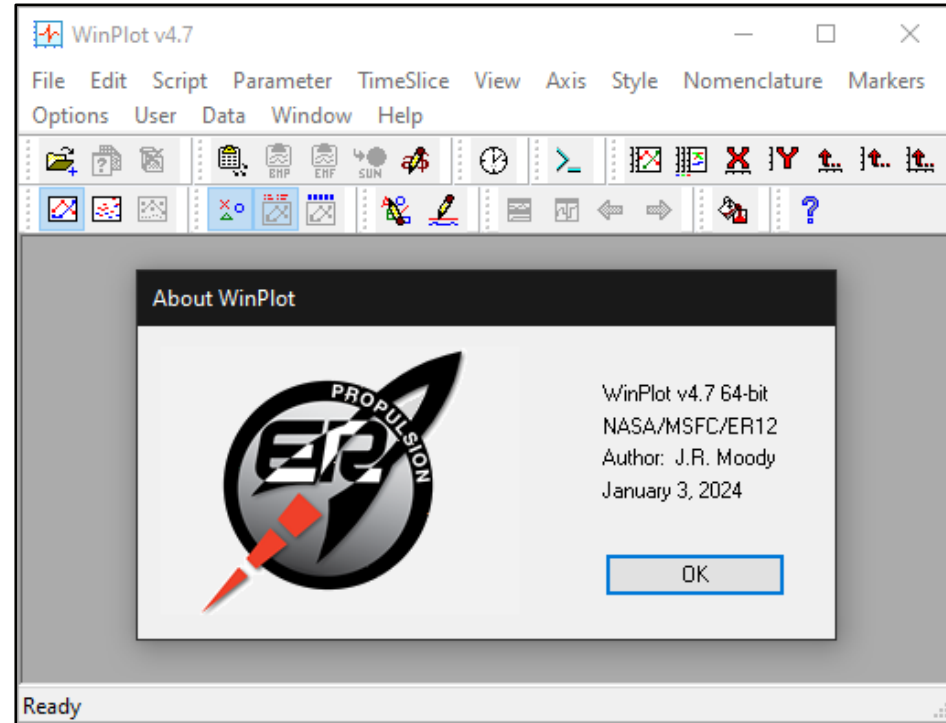 WinPlot v4.7
File Edit Script Parameter TimeSlice View Axis Style Nomenclature Markers
Options User Data Window Help
EMP EMF SUN
About WinPlot
PROPULSION
ER
WinPlot v4.7 64-bit
NASA/MSFC/ER12
Author: J.R. Moody
January 3, 2024
OK
Ready